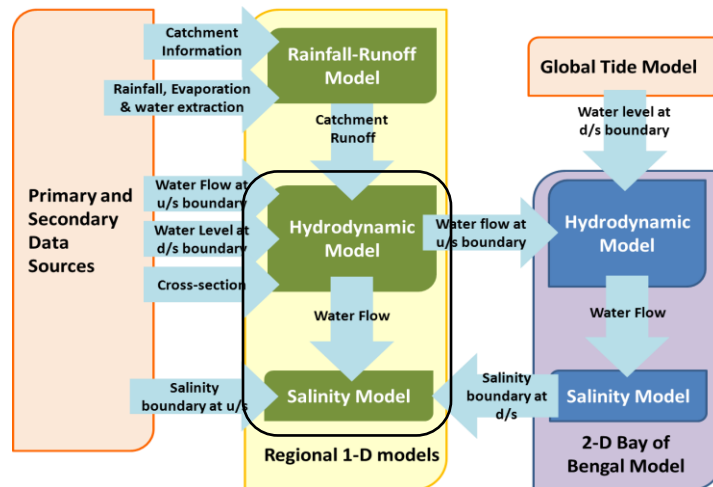 Catchment
Information
Rainfall, Evaporation
& water extraction
Rainfall-Runoff
Model
Catchment
Runoff
Global Tide Model
Water level at
d/s boundary
Primary and
Secondary
Data
Sources
Water Flow at
u/s boundary
Water Level at
d/s boundary
Cross-section
Hydrodynamic
Model
Water flow at
u/s boundary
Hydrodynamic
Model
Water Flow
Water Flow
Salinity
boundary at u/s
Salinity Model
Salinity
boundary at
d/s
Salinity Model
Regional 1-D models
2-D Bay of
Bengal Model